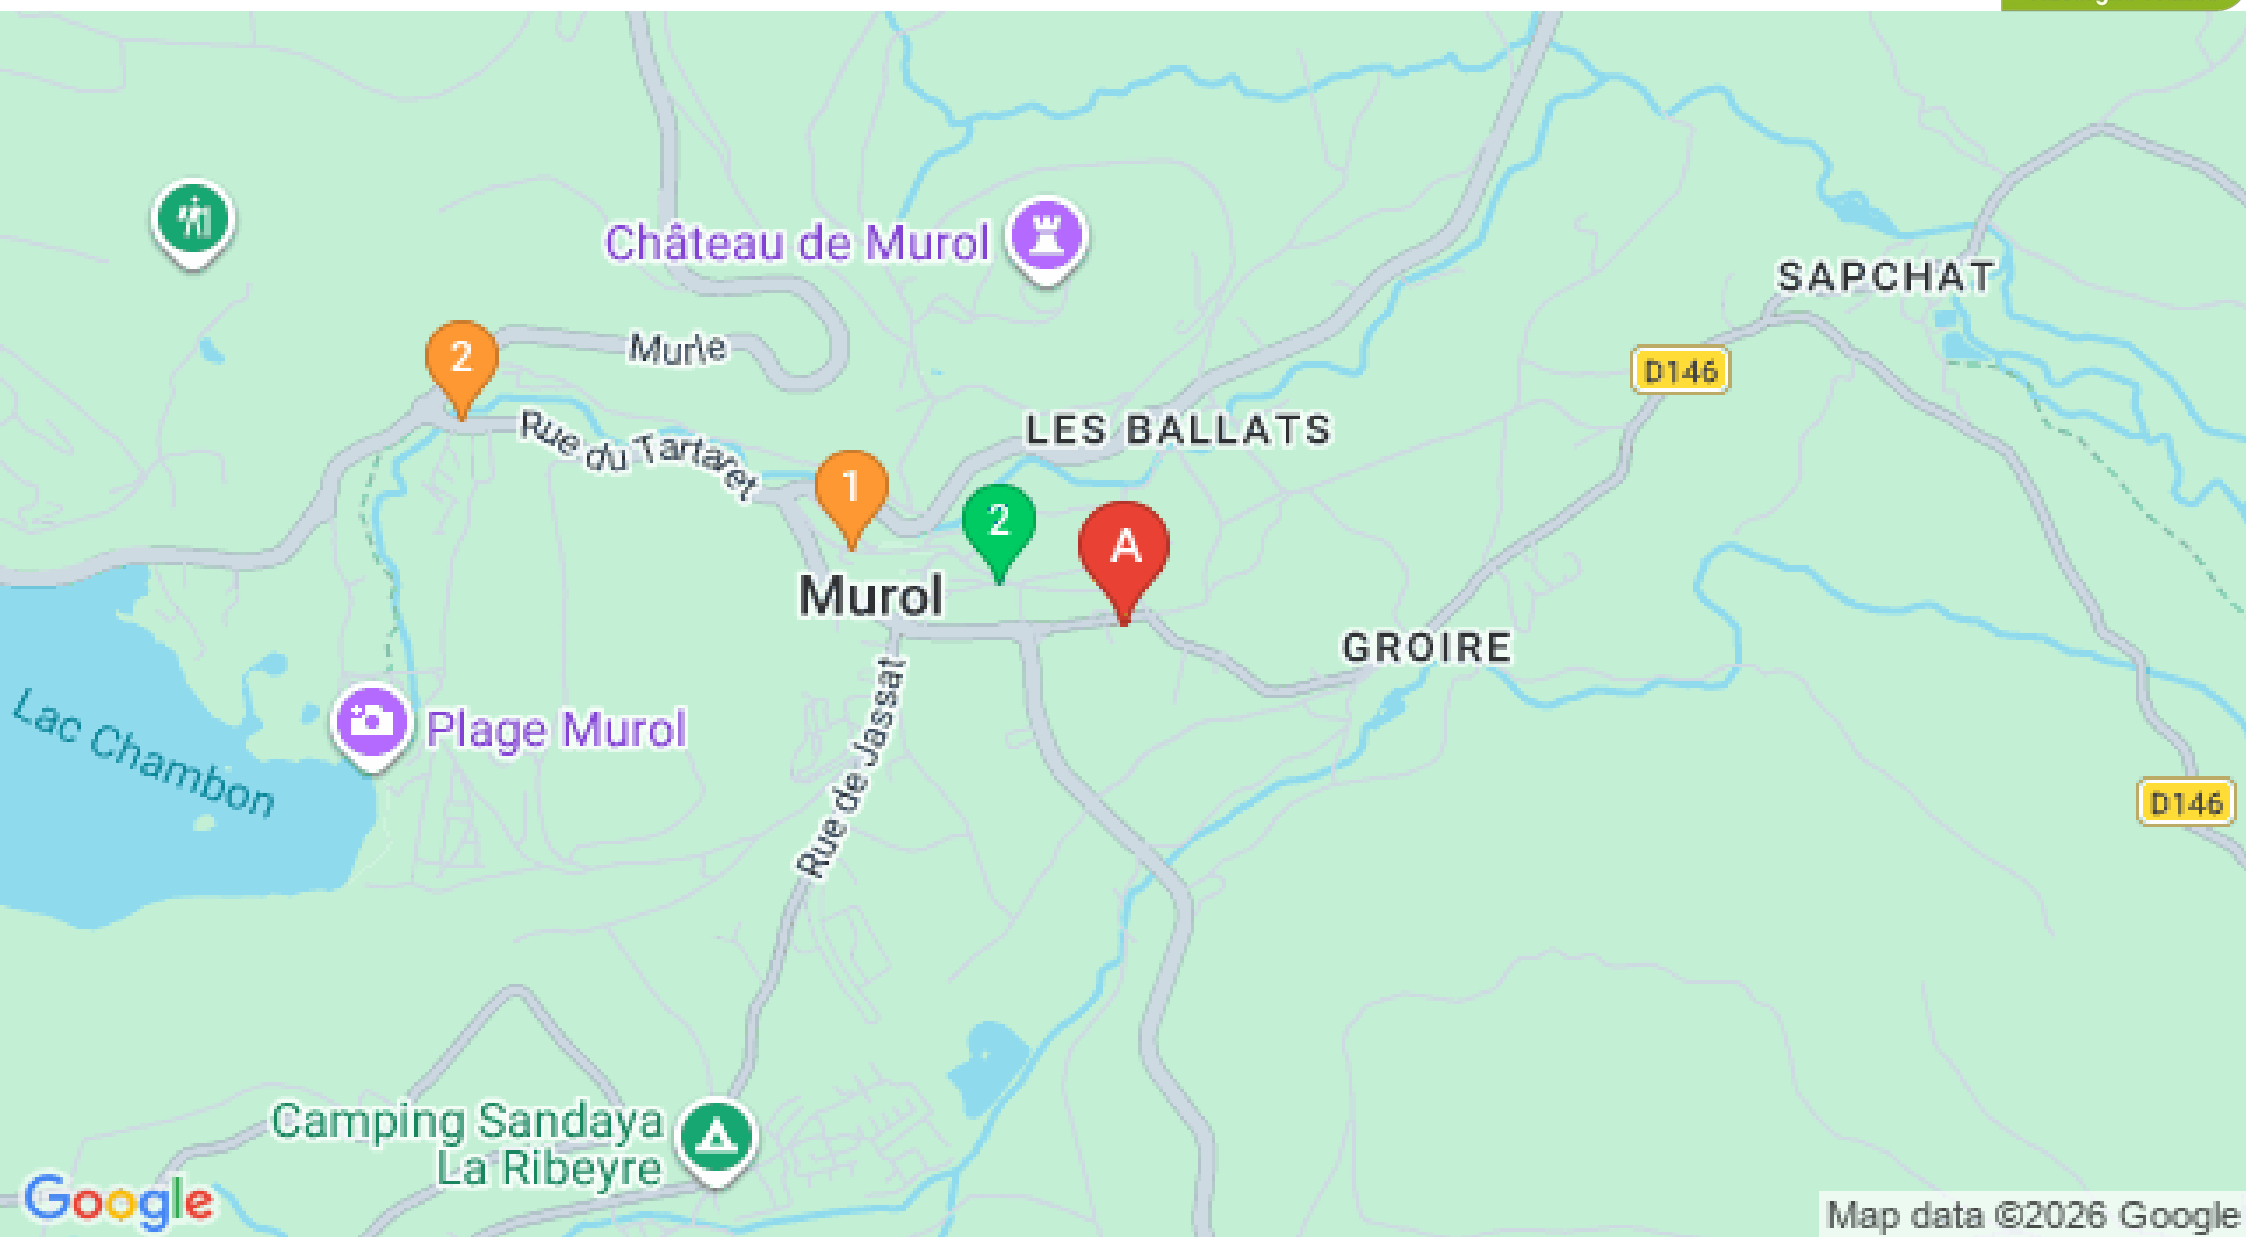 Château de Murol
SAPCHAT
2
Murle
D146
Rue du Tartaret
LES BALLATS
1
2
A
Murol
GROIRE
Lac Chambon
Plage Murol
Rue de Jassat
D146
Camping Sandaya
La Ribeyre
Google
Map data ©2026 Google